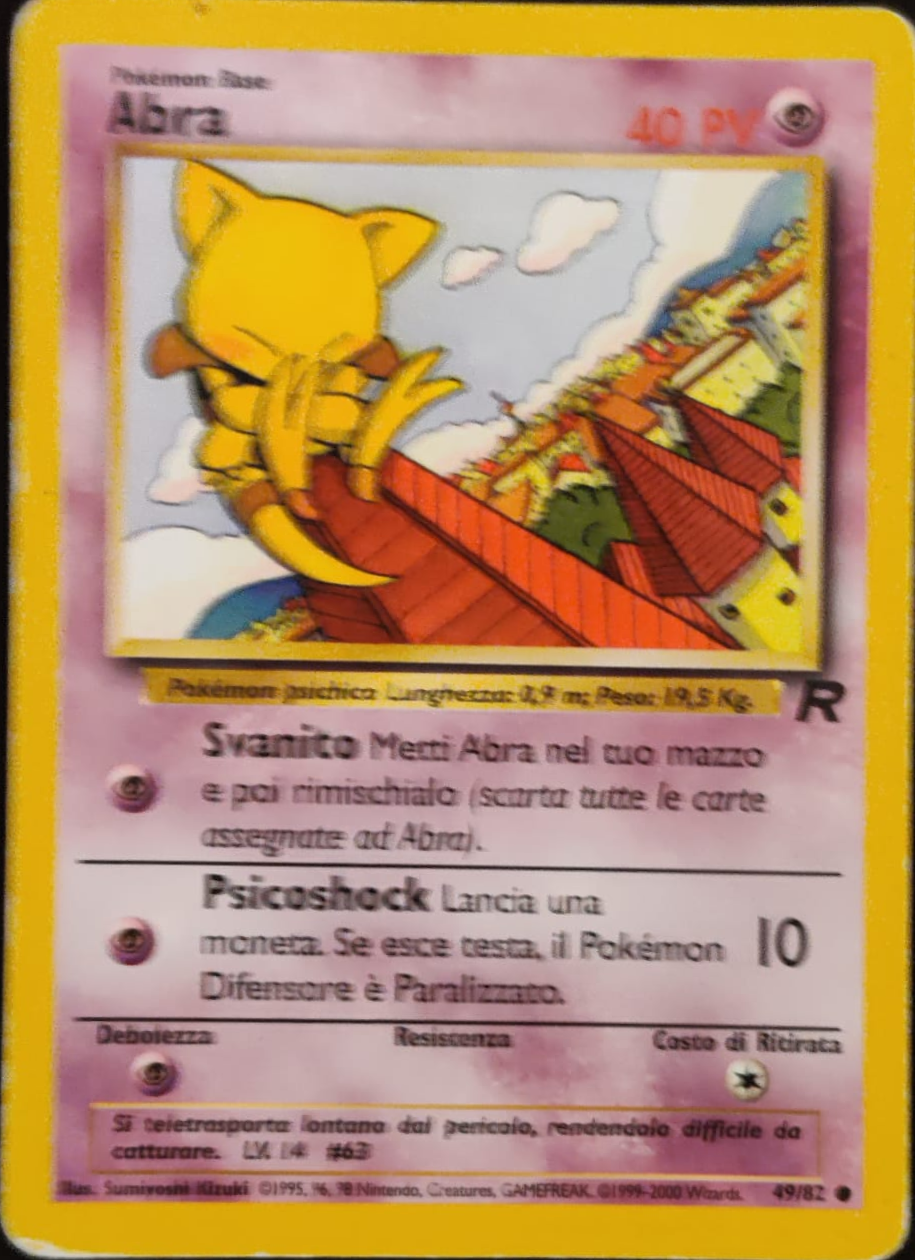 Pokémon Base
Abra
40 PV
Pokémon psichico Lunghezza: 0,9 m; Peso: 19,5 Kg.
R
Svanito Metti Abra nel tuo mazzo
e poi rimischialo (scarta tutte le carte
assegnate ad Abra).
Psicoshock Lancia una
moneta. Se esce testa, il Pokémon
Difensore è Paralizzato.
10
Debolezza Resistenza Costo di Ritirata
Si teletrasporta lontano dai pericolo, rendendolo difficile da
catturare. LV. 14 #63
Illus. Sumiyoshi Kizuki ©1995, 96, 98 Nintendo, Creatures, GAMEFREAK. ©1999-2000 Wizards. 49/82